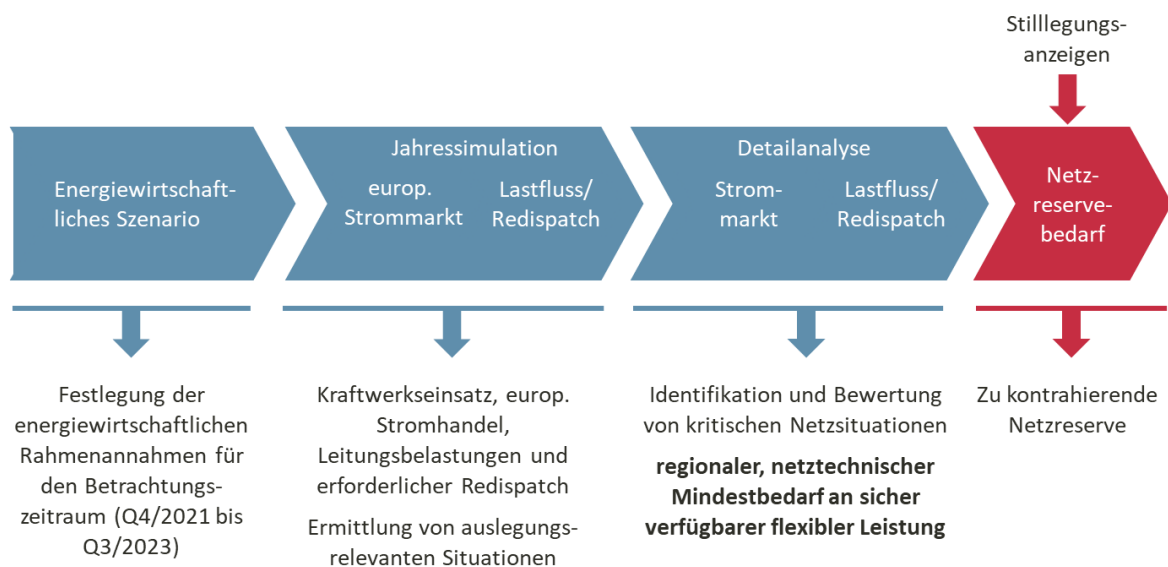 Stilllegungs-
anzeigen
Energiewirtschaft-
liches Szenario
Jahressimulation
europ.
Strommarkt
Lastfluss/
Redispatch
Detailanalyse
Strom-
markt
Lastfluss/
Redispatch
Netz-
reserve-
bedarf
Festlegung der
energiewirtschaftlichen
Rahmenannahmen für
den Betrachtungs-
zeitraum (Q4/2021 bis
Q3/2023)
Kraftwerkseinsatz, europ.
Stromhandel,
Leitungsbelastungen und
erforderlicher Redispatch
Ermittlung von auslegungs-
relevanten Situationen
Identifikation und Bewertung
von kritischen Netzsituationen
regionaler, netztechnischer
Mindestbedarf an sicher
verfügbarer flexibler Leistung
Zu kontrahierende
Netzreserve